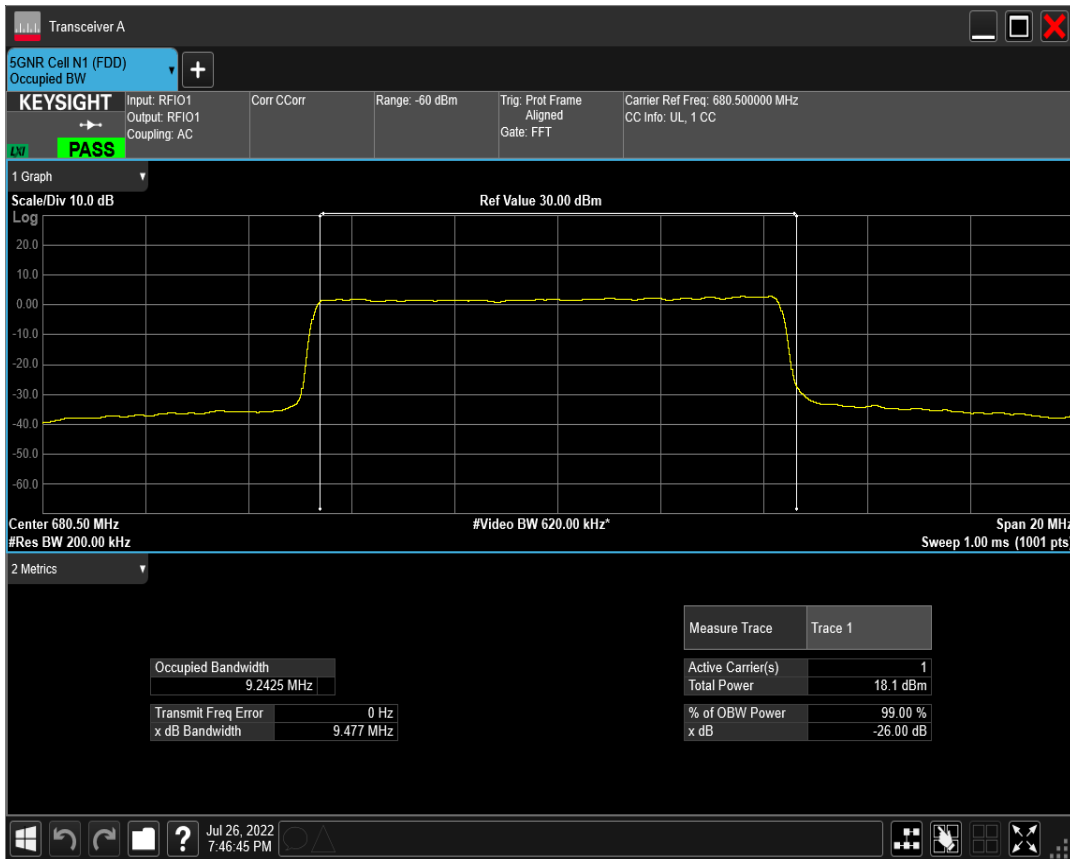 Transceiver A
5GNR Cell N1 (FDD)
Occupied BW
KEYSIGHT
LXI
PASS
Input: RFIO1
Output: RFIO1
Coupling: AC
Corr CCorr
Range: -60 dBm
Trig: Prot Frame
Aligned
Gate: FFT
Carrier Ref Freq: 680.500000 MHz
CC Info: UL, 1 CC
1 Graph
Scale/Div 10.0 dB
Ref Value 30.00 dBm
Log
20.0
10.0
0.00
-10.0
-20.0
-30.0
-40.0
-50.0
-60.0
Center 680.50 MHz
#Video BW 620.00 kHz*
Span 20 MHz
#Res BW 200.00 kHz
Sweep 1.00 ms (1001 pts)
2 Metrics
Measure Trace Trace 1
Occupied Bandwidth
9.2425 MHz
Active Carrier(s) 1
Total Power 18.1 dBm
Transmit Freq Error 0 Hz
x dB Bandwidth 9.477 MHz
% of OBW Power 99.00 %
x dB -26.00 dB
?
Jul 26, 2022
7:46:45 PM